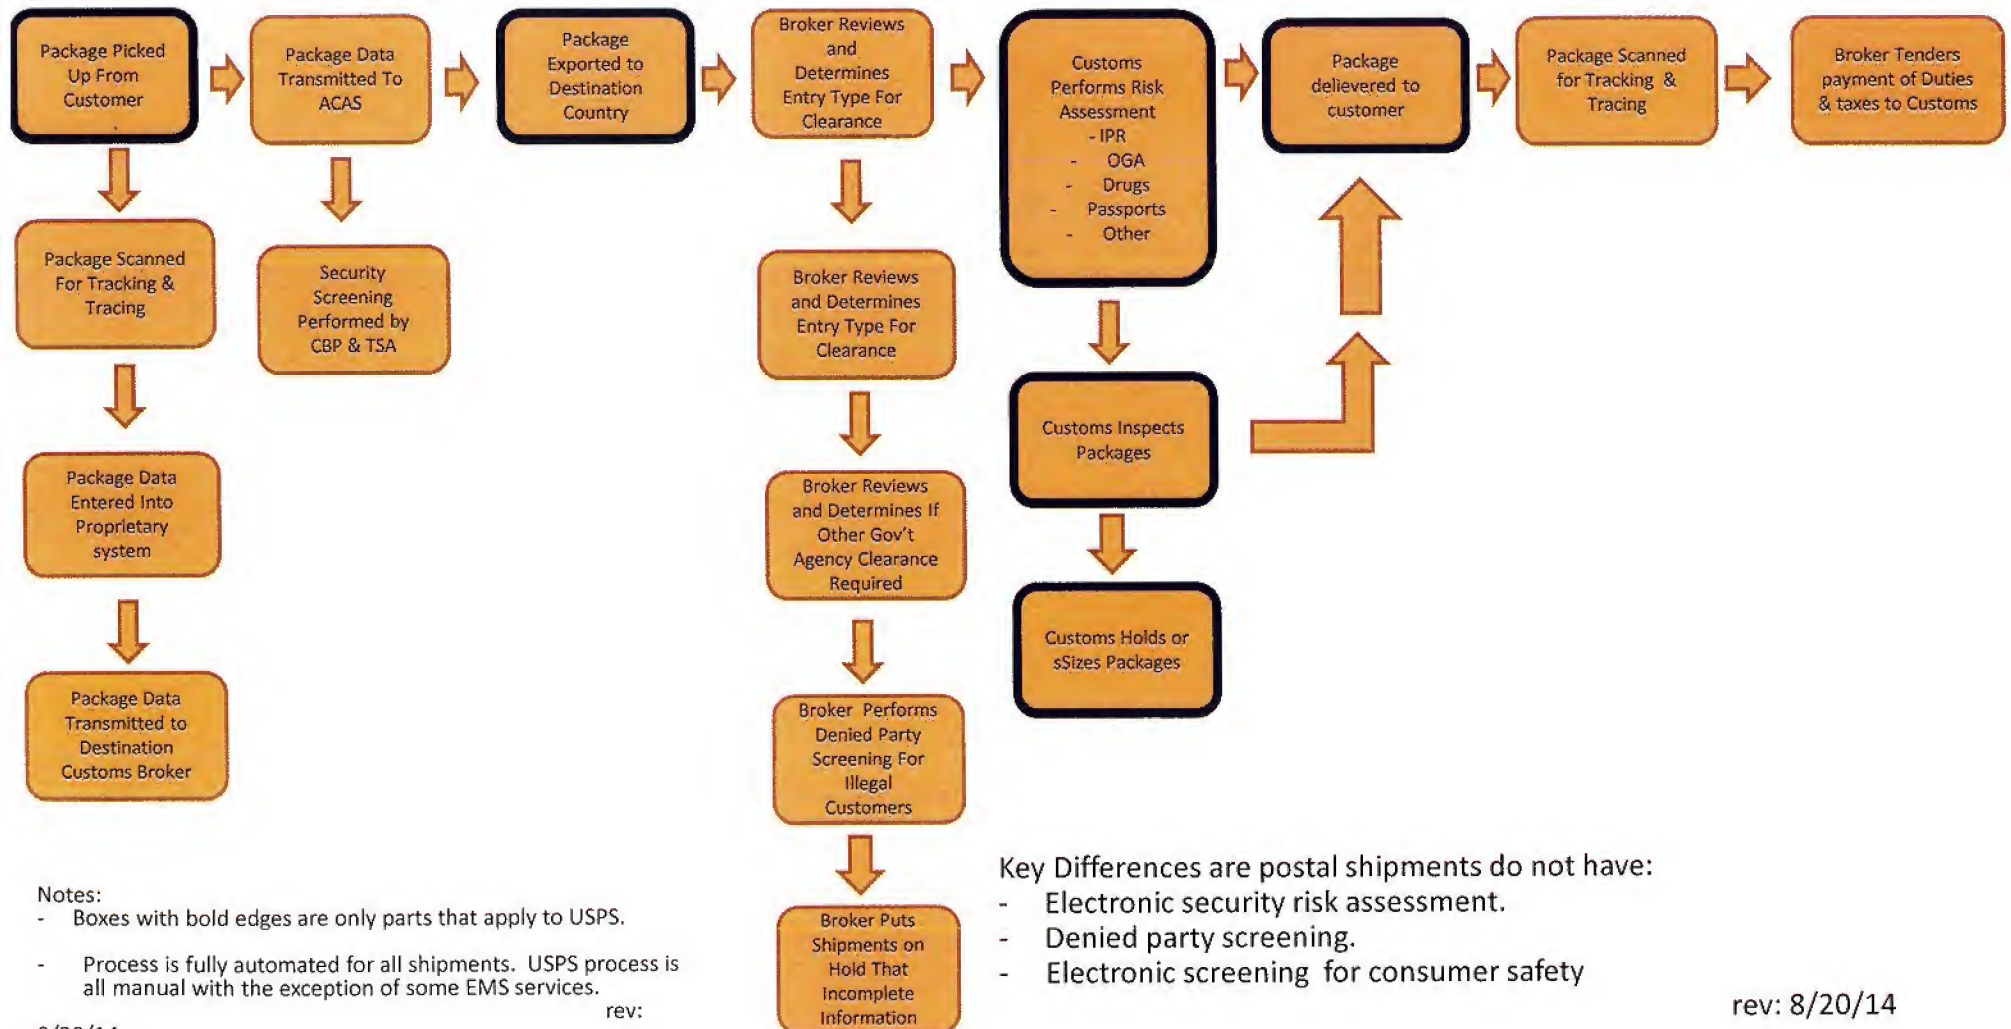 Package Picked
Up From
Customer
Package Data
Transmitted To
ACAS
Package
Exported to
Destination
Country
Broker Reviews
and
Determines
Entry Type For
Clearance
Customs
Performs Risk
Assessment
- IPR
- OGA
- Drugs
- Passports
- Other
Package
delievered to
customer
Package Scanned
for Tracking & 
Tracing
Broker Tenders
payment of Duties
& taxes to Customs
Package Scanned
For Tracking &
Tracing
Security
Screening
Performed by
CBP & TSA
Broker Reviews
and Determines
Entry Type For
Clearance
Customs Inspects
Packages
Package Data
Entered Into
Proprietary
system
Broker Reviews
and Determines If
Other Gov't
Agency Clearance
Required
Customs Holds or
sSizes Packages
Package Data
Transmitted to
Destination
Customs Broker
Broker Performs
Denied Party
Screening For
Illegal
Customers
Broker Puts
Shipments on
Hold That
Incomplete
Information
Notes:
- Boxes with bold edges are only parts that apply to USPS.
- Process is fully automated for all shipments. USPS process is
all manual with the exception of some EMS services.
rev:
Key Differences are postal shipments do not have:
- Electronic security risk assessment.
- Denied party screening.
- Electronic screening for consumer safety
rev: 8/20/14